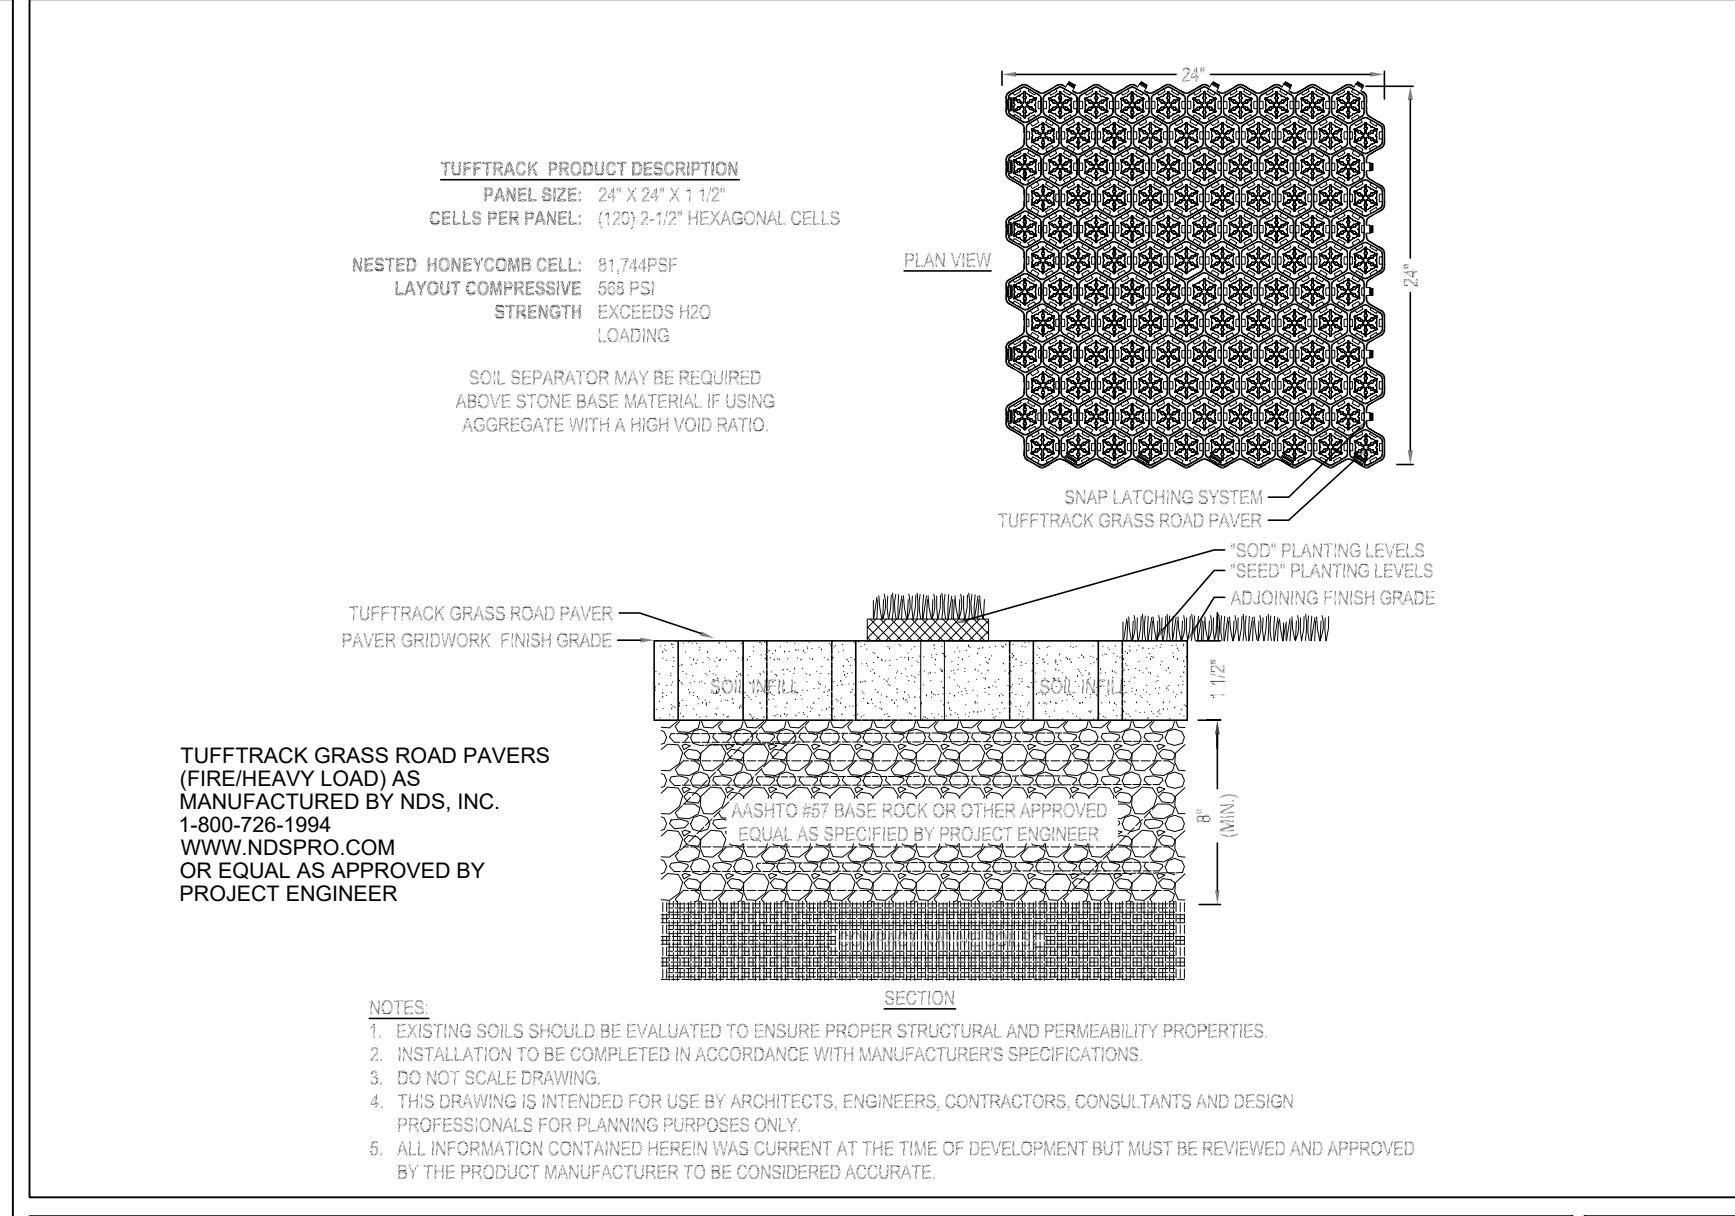 24"
TUFFTRACK PRODUCT DESCRIPTION
PANEL SIZE: 24" X 24" X 1 1/2"
CELLS PER PANEL: (120) 2-1/2" HEXAGONAL CELLS
NESTED HONEYCOMB CELL: 81,744PSF
LAYOUT COMPRESSIVE 568 PSI
STRENGTH EXCEEDS H20
LOADING
SOIL SEPARATOR MAY BE REQUIRED
ABOVE STONE BASE MATERIAL IF USING
AGGREGATE WITH A HIGH VOID RATIO.
PLAN VIEW
24"
SNAP LATCHING SYSTEM
TUFFTRACK GRASS ROAD PAVER
"SOD" PLANTING LEVELS
"SEED" PLANTING LEVELS
ADJOINING FINISH GRADE
TUFFTRACK GRASS ROAD PAVER
PAVER GRIDWORK FINISH GRADE
SOIL INFILL
SOIL INFILL
1 1/2"
TUFFTRACK GRASS ROAD PAVERS
(FIRE/HEAVY LOAD) AS
MANUFACTURED BY NDS, INC.
1-800-726-1994
WWW.NDSPRO.COM
OR EQUAL AS APPROVED BY
PROJECT ENGINEER
AASHTO #57 BASE ROCK OR OTHER APPROVED
EQUAL AS SPECIFIED BY PROJECT ENGINEER
8"
(MIN.)
SECTION
NOTES:
1. EXISTING SOILS SHOULD BE EVALUATED TO ENSURE PROPER STRUCTURAL AND PERMEABILITY PROPERTIES.
2. INSTALLATION TO BE COMPLETED IN ACCORDANCE WITH MANUFACTURER'S SPECIFICATIONS.
3. DO NOT SCALE DRAWING.
4. THIS DRAWING IS INTENDED FOR USE BY ARCHITECTS, ENGINEERS, CONTRACTORS, CONSULTANTS AND DESIGN
PROFESSIONALS FOR PLANNING PURPOSES ONLY.
5. ALL INFORMATION CONTAINED HEREIN WAS CURRENT AT THE TIME OF DEVELOPMENT BUT MUST BE REVIEWED AND APPROVED
BY THE PRODUCT MANUFACTURER TO BE CONSIDERED ACCURATE.